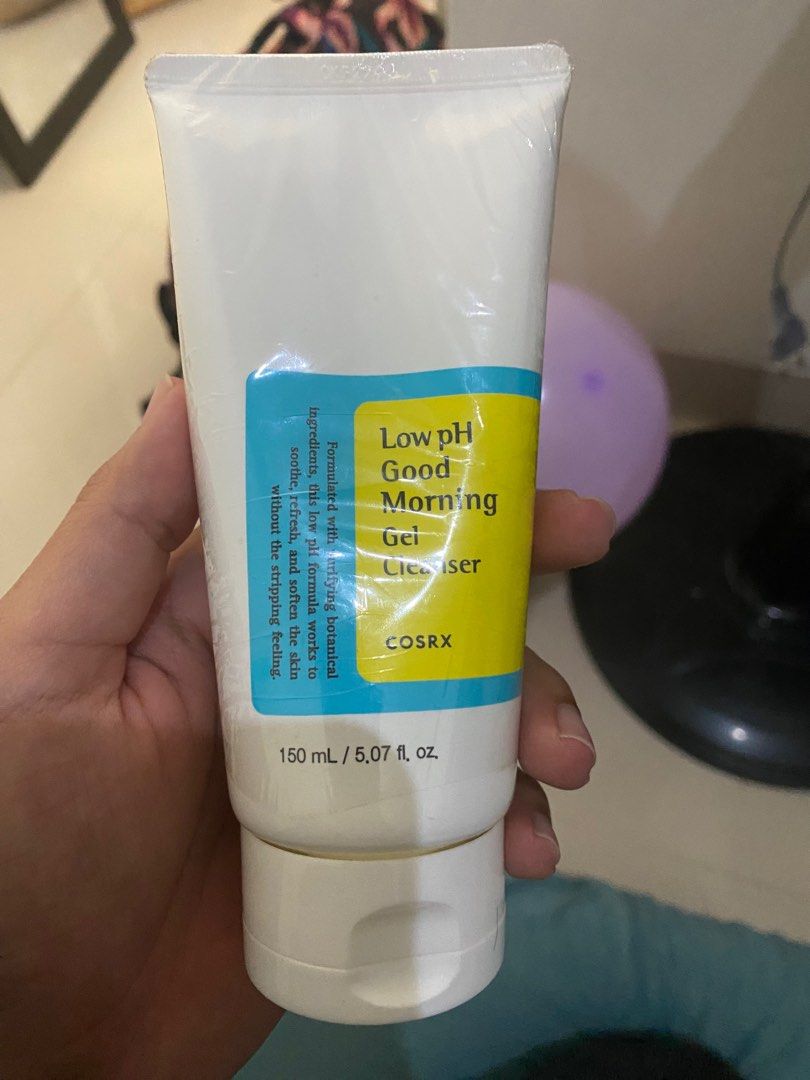 Low pH
Good
Morning
Gel
Cleanser
COSRX
Formulated with purifying botanical
ingredients, this low pH formula works to
soothe, refresh, and soften the skin
without the stripping feeling.
150 mL / 5.07 fl. oz.